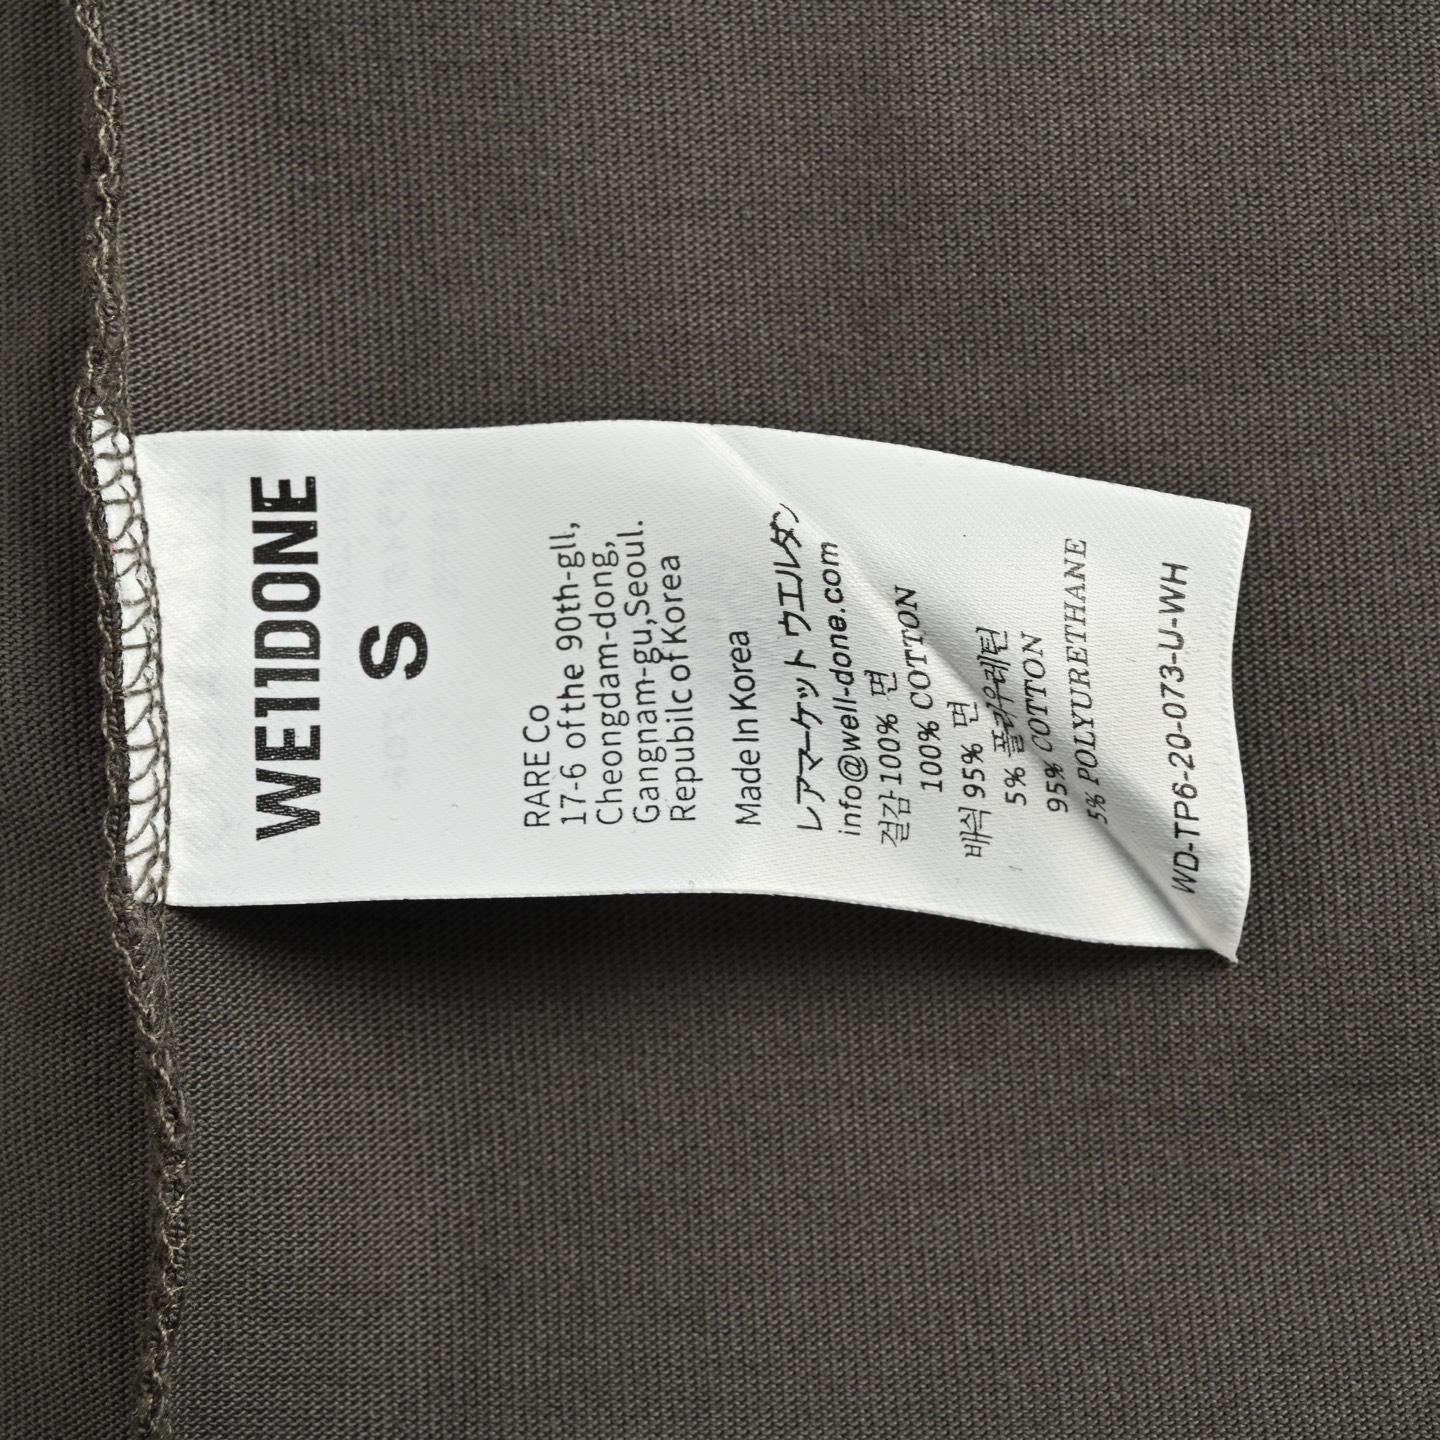 WE11DONE
S
RARE Co
17-6 of the 90th-gll,
Cheongdam-dong,
Gangnam-gu,Seoul.
Repubilc of Korea
Made In Korea
レアマーケット ウエルダン
info@well-done.com
걸감 100% 면
100% COTTON
배식 95% 면
5% 폴리우레탄
95% COTTON
5% POLYURETHANE
WD-TP6-20-073-U-WH